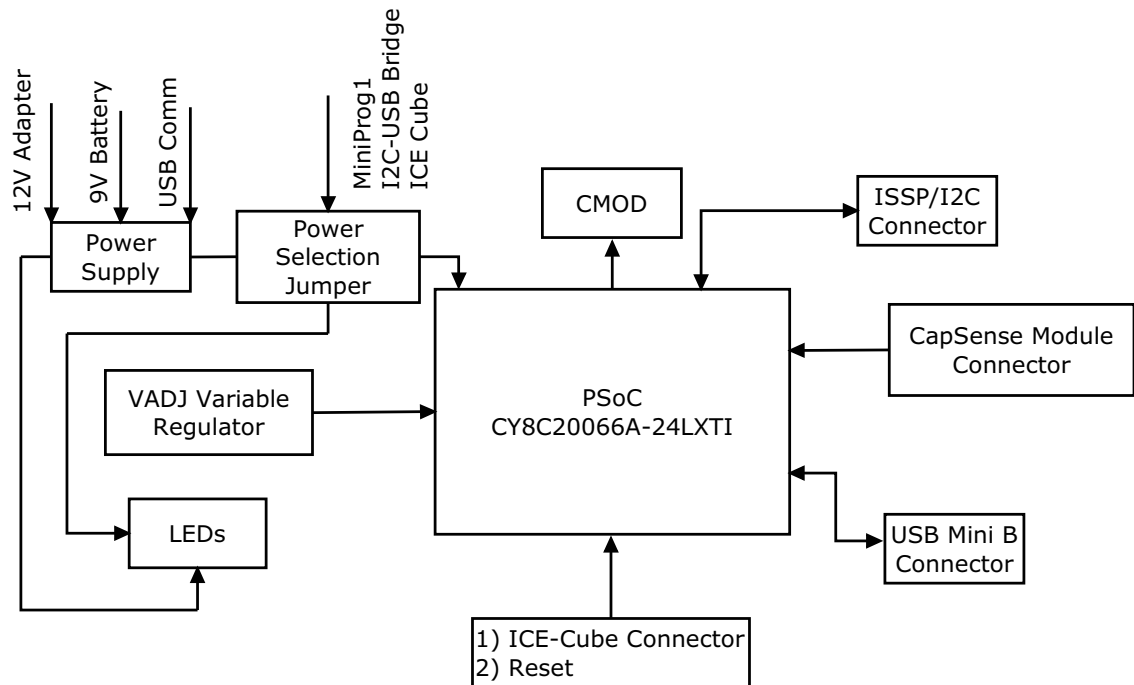 12V Adapter
9V Battery
USB Comm
MiniProg1
I2C-USB Bridge
ICE Cube
Power
Supply
Power
Selection
Jumper
CMOD
ISSP/I2C
Connector
CapSense Module
Connector
VADJ Variable
Regulator
PSoC
CY8C20066A-24LXTI
LEDs
USB Mini B
Connector
1) ICE-Cube Connector
2) Reset